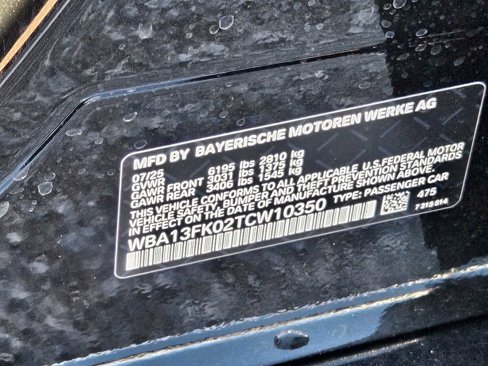 MFD BY BAYERISCHE MOTOREN WERKE AG
07/25
GVWR 6195 lbs 2810 kg
GAWR FRONT 3031 lbs 1375 kg
GAWR REAR 3406 lbs 1545 kg
THIS VEHICLE CONFORMS TO ALL APPLICABLE U.S.FEDERAL MOTOR
VEHICLE SAFETY, BUMPER AND THEFT PREVENTION STANDARDS
IN EFFECT ON THE DATE OF MANUFACTURE SHOWN ABOVE.
WBA13FK02TCW10350 TYPE: PASSENGER CAR
475
7 318 614